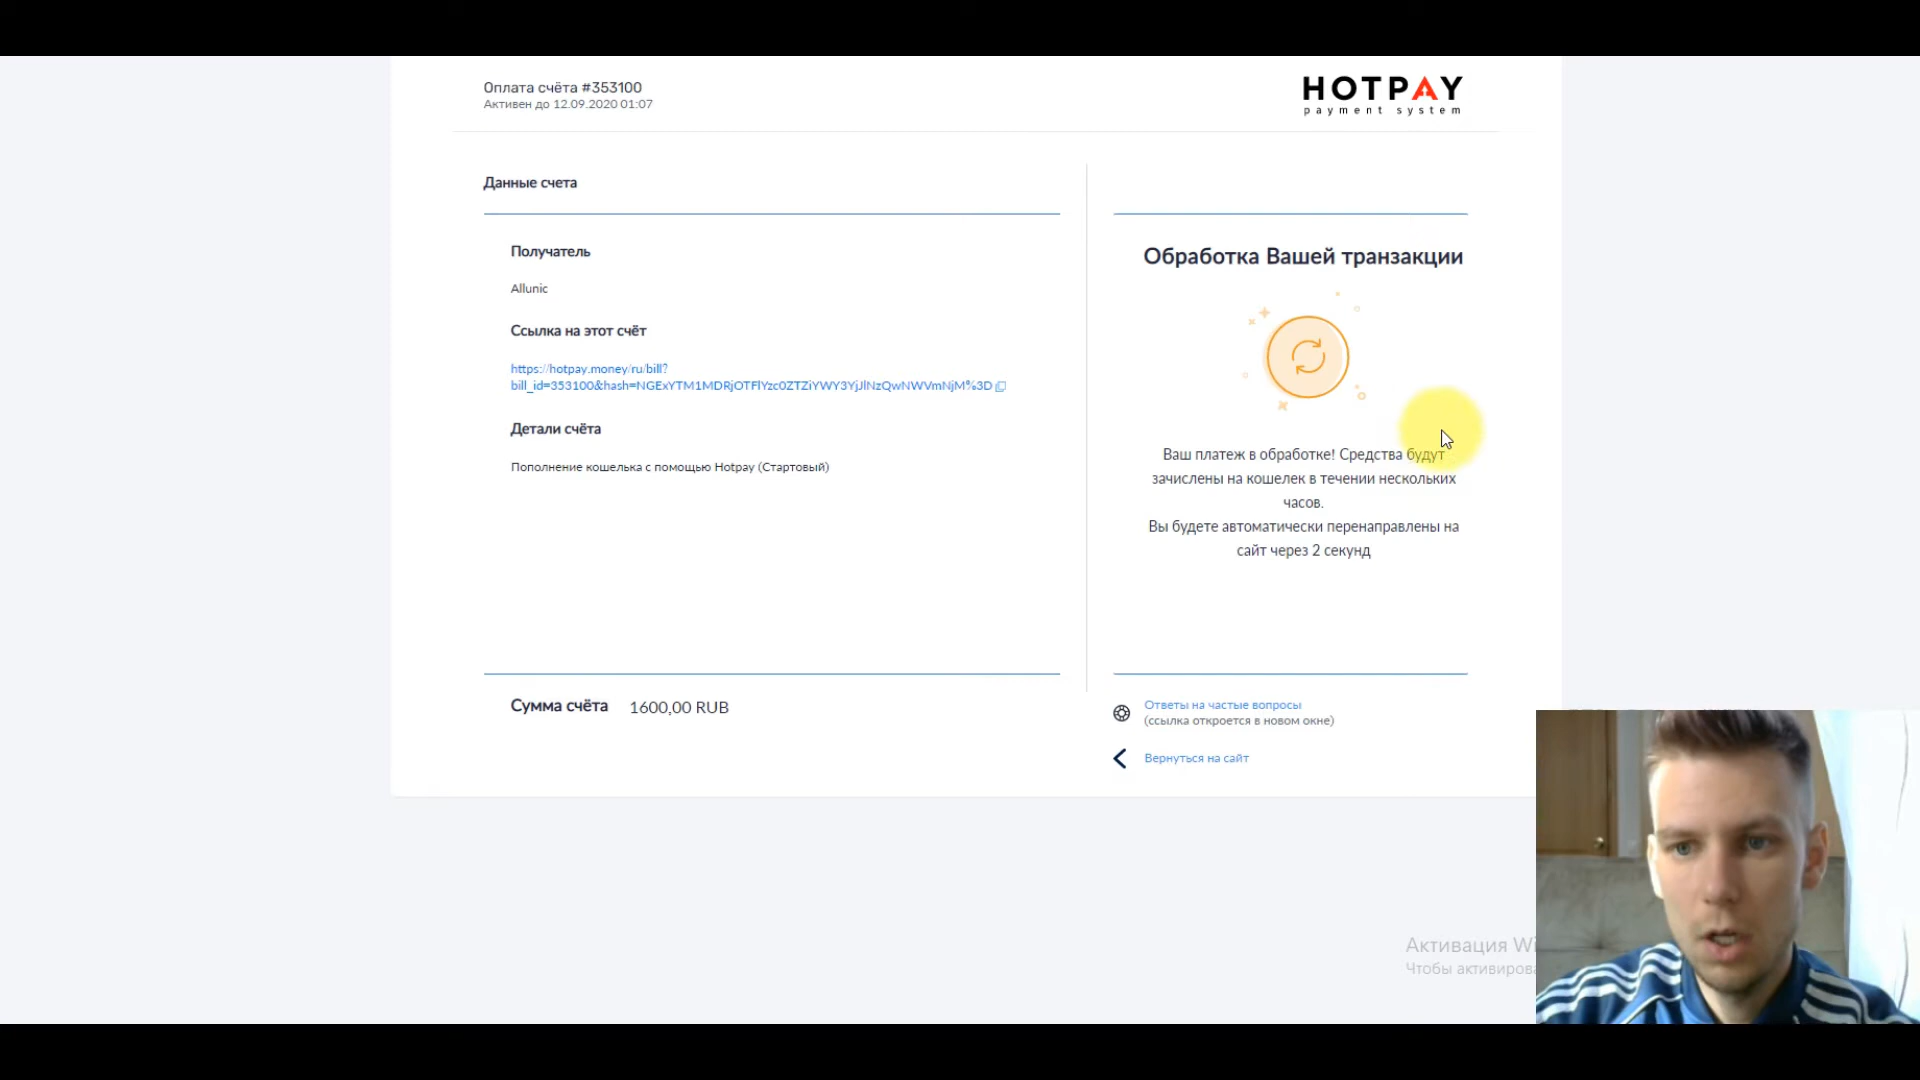 Оплата счёта #353100
Активен до 12.09.2020 01:07
HOTPAY
payment system
Данные счета
Получатель
Allunic
Ссылка на этот счёт
https://hotpay.money/ru/bill?
bill_id=353100&hash=NGExYTM1MDRjOTFlYzc0ZTZiYWY3YjJlNzQwNWVmNjM%3D
Детали счёта
Пополнение кошелька с помощью Hotpay (Стартовый)
Сумма счёта 1600,00 RUB
Обработка Вашей транзакции
Ваш платеж в обработке! Средства будут
зачислены на кошелек в течении нескольких
часов.
Вы будете автоматически перенаправлены на
сайт через 2 секунд
Ответы на частые вопросы
(ссылка откроется в новом окне)
Вернуться на сайт
Активация Wi
Чтобы активирова